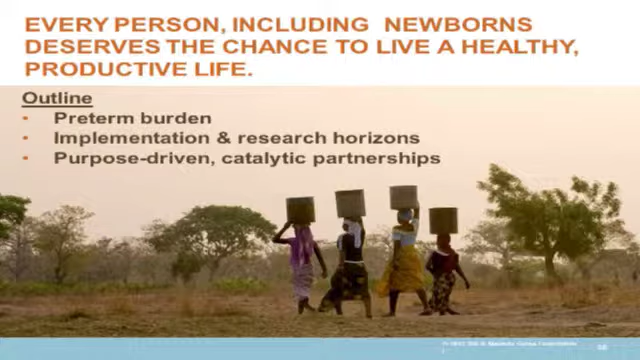 EVERY PERSON, INCLUDING NEWBORNS
DESERVES THE CHANCE TO LIVE A HEALTHY,
PRODUCTIVE LIFE.
Outline
▪ Preterm burden
▪ Implementation & research horizons
▪ Purpose-driven, catalytic partnerships